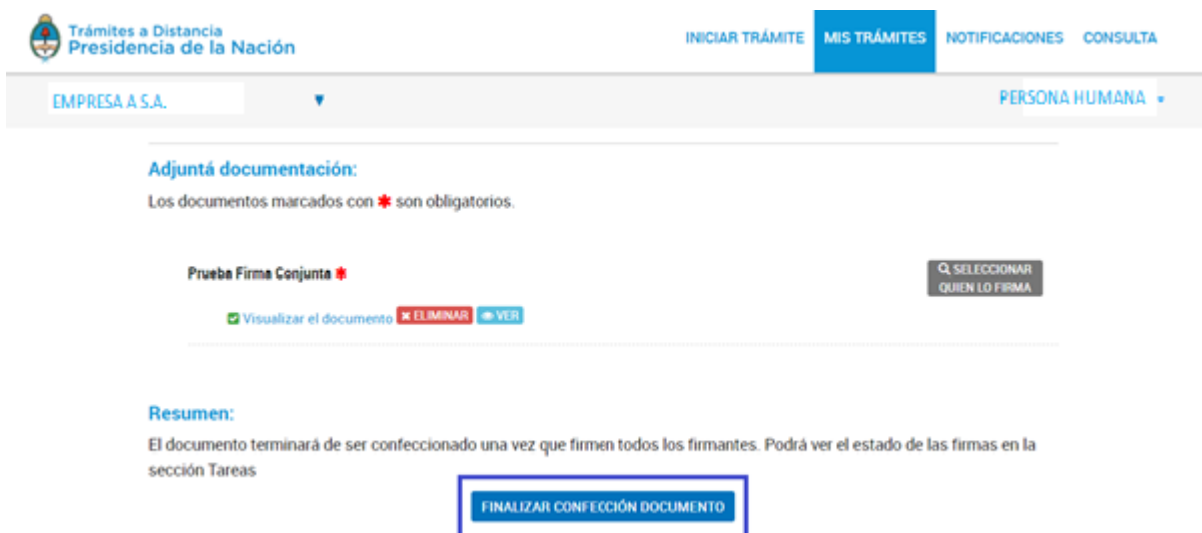 Trámites a Distancia
Presidencia de la Nación
INICIAR TRÁMITE MIS TRÁMITES NOTIFICACIONES CONSULTA
EMPRESA A S.A. PERSONA HUMANA
Adjuntá documentación:
Los documentos marcados con * son obligatorios.
Prueba Firma Conjunta *
SELECCIONAR
QUIEN LO FIRMA
Visualizar el documento ELIMINAR VER
Resumen:
El documento terminará de ser confeccionado una vez que firmen todos los firmantes. Podrá ver el estado de las firmas en la
sección Tareas
FINALIZAR CONFECCIÓN DOCUMENTO